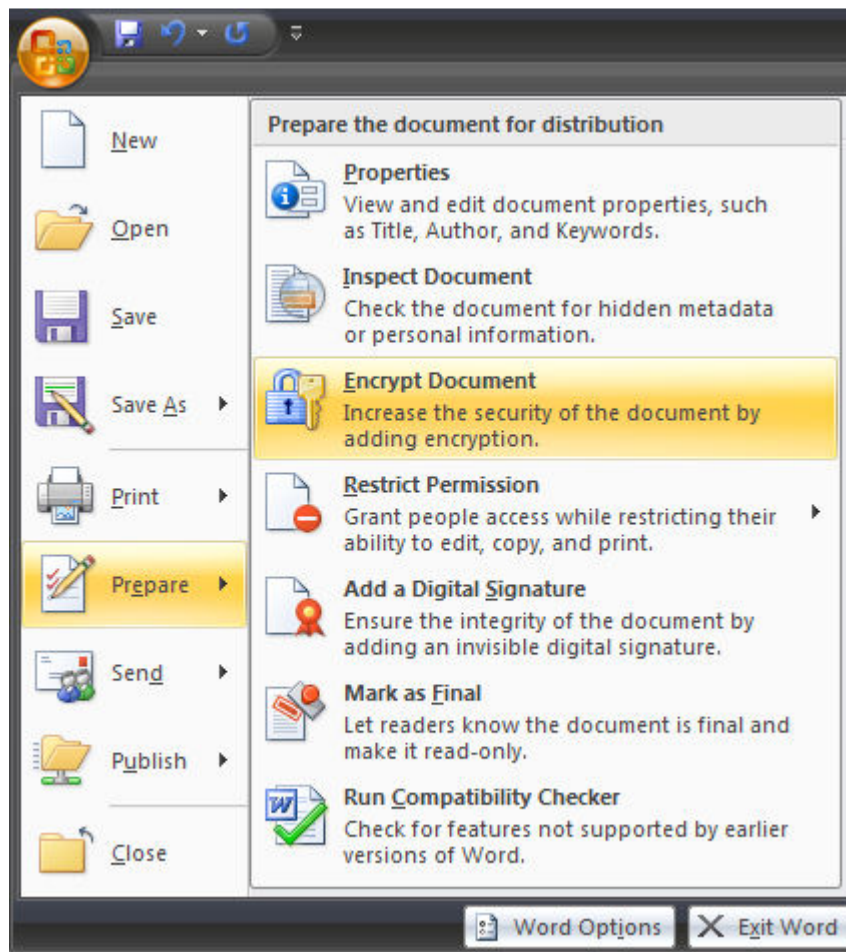 New
Open
Save
Save As
Print
Prepare
Send
Publish
Close
Prepare the document for distribution
Properties
View and edit document properties, such
as Title, Author, and Keywords.
Inspect Document
Check the document for hidden metadata
or personal information.
Encrypt Document
Increase the security of the document by
adding encryption.
Restrict Permission
Grant people access while restricting their
ability to edit, copy, and print.
Add a Digital Signature
Ensure the integrity of the document by
adding an invisible digital signature.
Mark as Final
Let readers know the document is final and
make it read-only.
Run Compatibility Checker
Check for features not supported by earlier
versions of Word.
Word Options
Exit Word